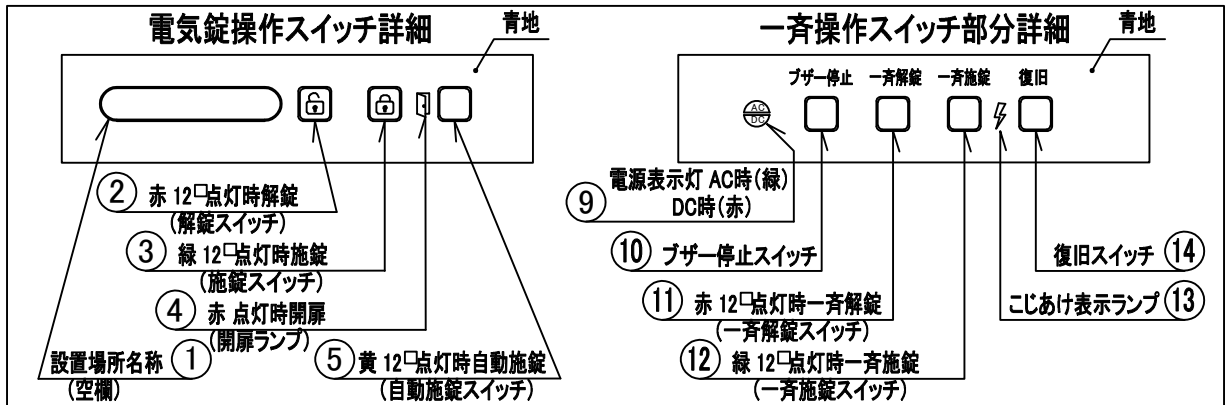 電気錠操作スイッチ詳細
青地
② 赤 12□点灯時解錠
(解錠スイッチ)
③ 緑 12□点灯時施錠
(施錠スイッチ)
④ 赤 点灯時開扉
(開扉ランプ)
設置場所名称 ①
(空欄)
⑤ 黄 12□点灯時自動施錠
(自動施錠スイッチ)
一斉操作スイッチ部分詳細
青地
ブザー停止 一斉解錠 一斉施錠 復旧
AC
DC
⑨ 電源表示灯 AC時(緑)
DC時(赤)
⑩ ブザー停止スイッチ
復旧スイッチ ⑭
⑪ 赤 12□点灯時一斉解錠
(一斉解錠スイッチ)
こじあけ表示ランプ ⑬
⑫ 緑 12□点灯時一斉施錠
(一斉施錠スイッチ)